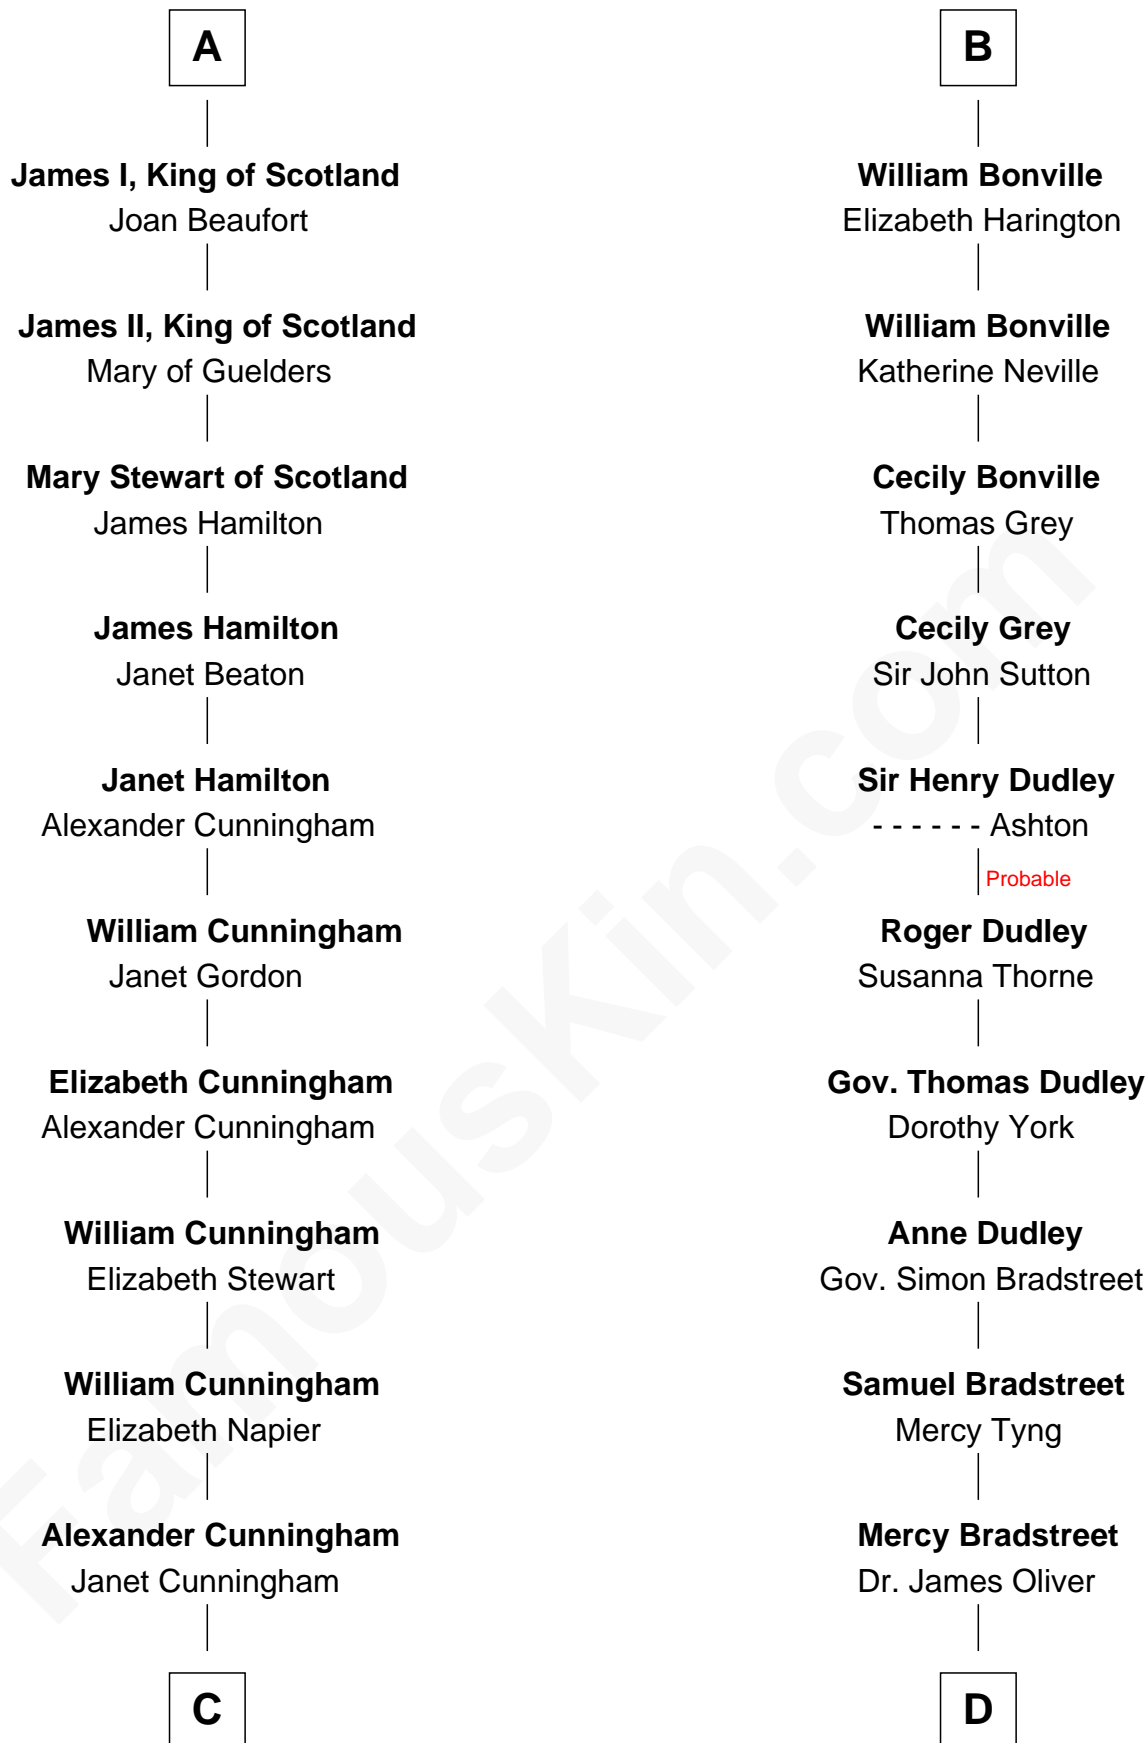 A
James I, King of Scotland
Joan Beaufort
James II, King of Scotland
Mary of Guelders
Mary Stewart of Scotland
James Hamilton
James Hamilton
Janet Beaton
Janet Hamilton
Alexander Cunningham
William Cunningham
Janet Gordon
Elizabeth Cunningham
Alexander Cunningham
William Cunningham
Elizabeth Stewart
William Cunningham
Elizabeth Napier
Alexander Cunningham
Janet Cunningham
C
B
William Bonville
Elizabeth Harington
William Bonville
Katherine Neville
Cecily Bonville
Thomas Grey
Cecily Grey
Sir John Sutton
Sir Henry Dudley
- - - - - - Ashton
Probable
Roger Dudley
Susanna Thorne
Gov. Thomas Dudley
Dorothy York
Anne Dudley
Gov. Simon Bradstreet
Samuel Bradstreet
Mercy Tyng
Mercy Bradstreet
Dr. James Oliver
D
FamousKin.com